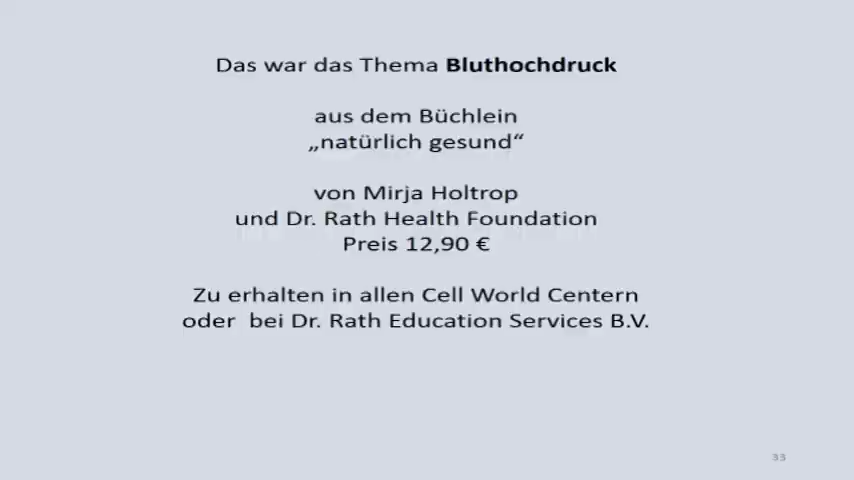 Das war das Thema Bluthochdruck
aus dem Büchlein
„natürlich gesund“
von Mirja Holtrop
und Dr. Rath Health Foundation
Preis 12,90 €
Zu erhalten in allen Cell World Centern
oder bei Dr. Rath Education Services B.V.
33